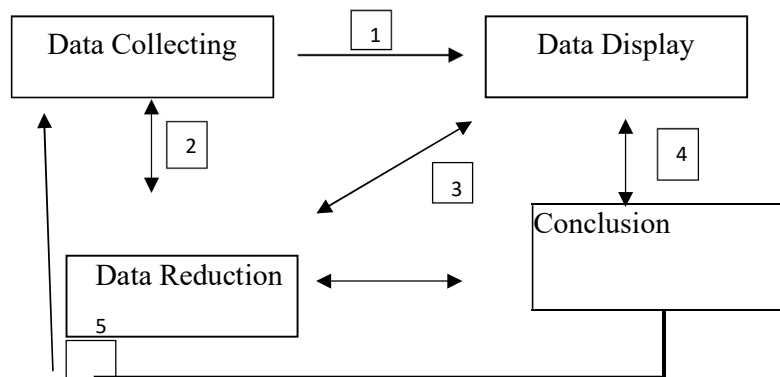 Data Collecting
1
Data Display
2
3
4
Conclusion
Data Reduction
5